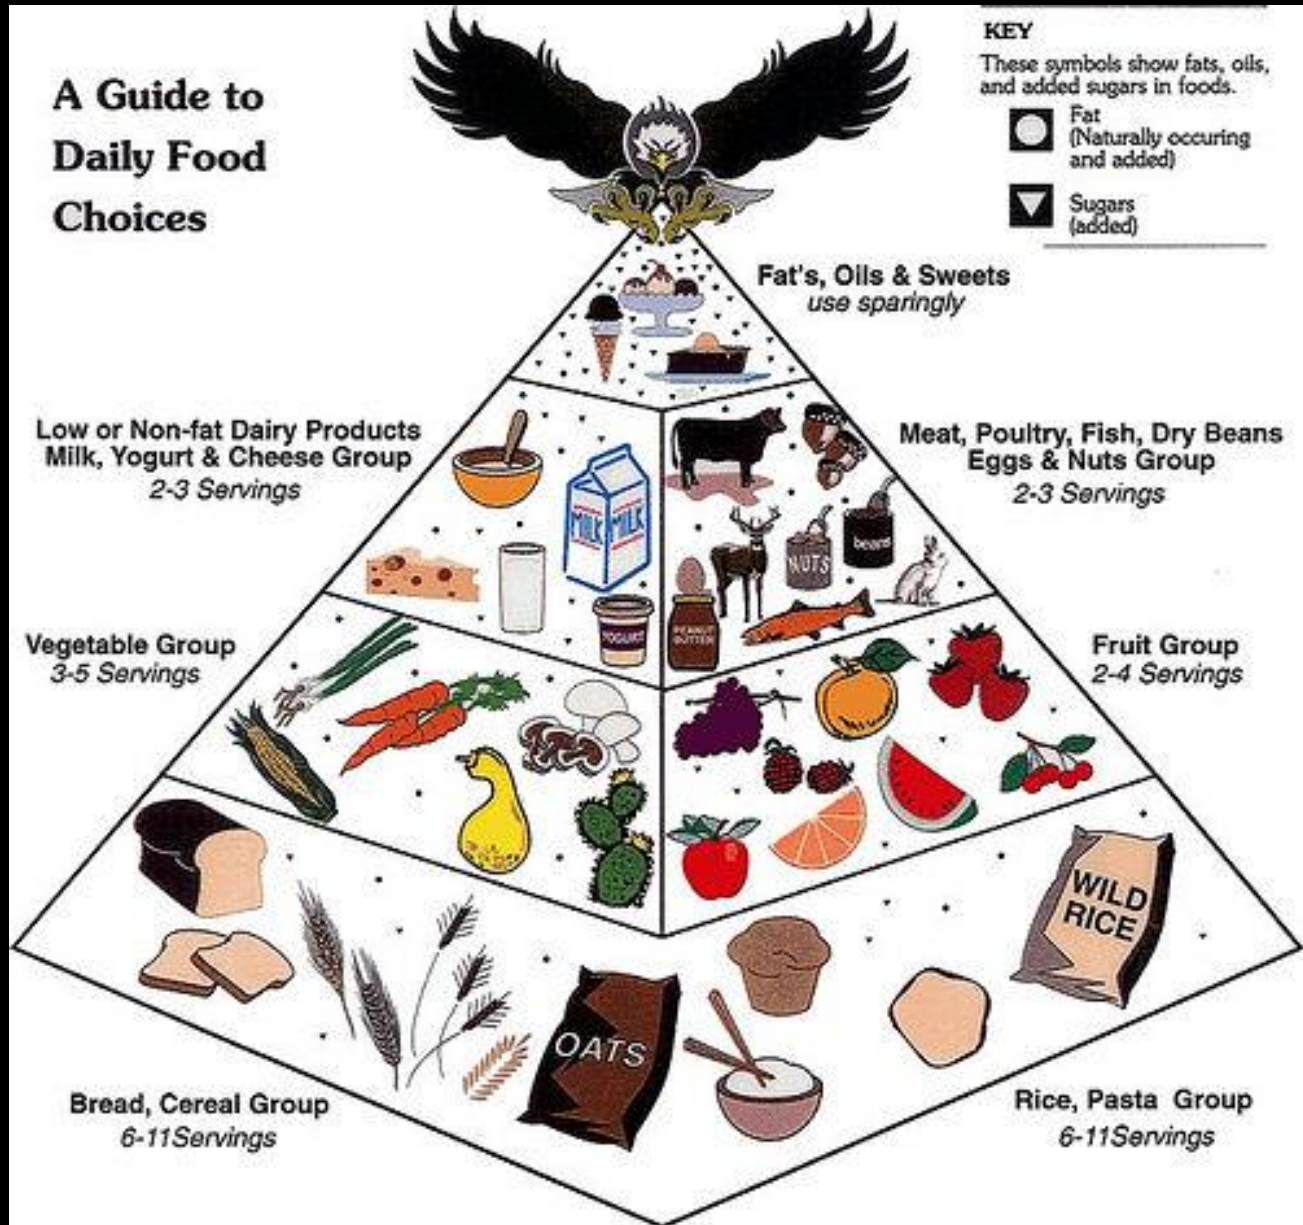 A Guide to
Daily Food
Choices
KEY
These symbols show fats, oils,
and added sugars in foods.
Fat
(Naturally occuring
and added)
Sugars
(added)
Fat's, Oils & Sweets
use sparingly
Low or Non-fat Dairy Products
Milk, Yogurt & Cheese Group
2-3 Servings
Meat, Poultry, Fish, Dry Beans
Eggs & Nuts Group
2-3 Servings
MILK MILK
beans
NUTS
YOGURT
PEANUT
BUTTER
Vegetable Group
3-5 Servings
Fruit Group
2-4 Servings
WILD
RICE
OATS
Bread, Cereal Group
6-11Servings
Rice, Pasta Group
6-11Servings